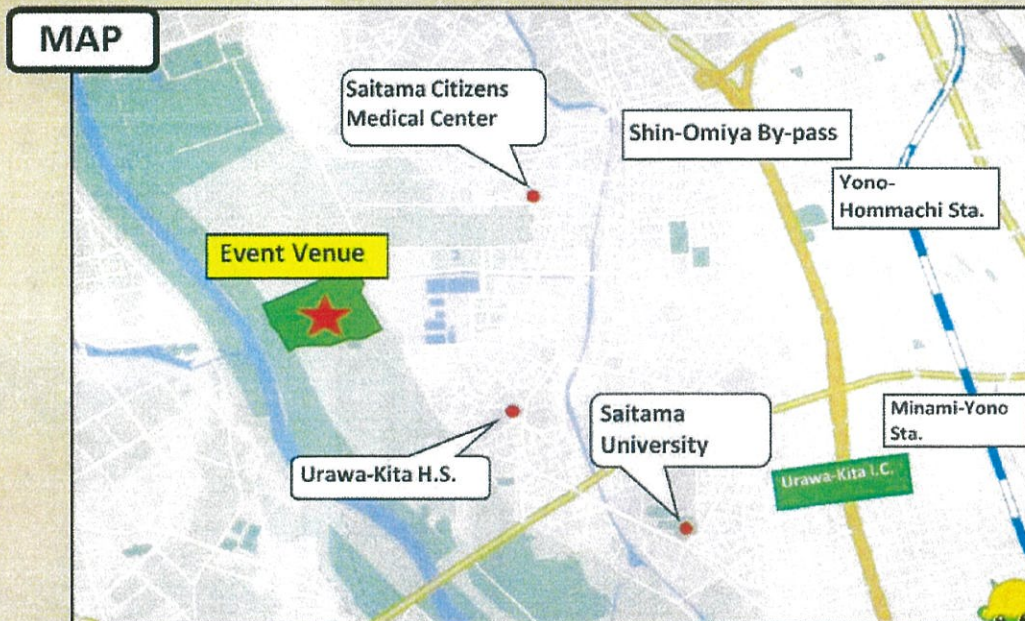 MAP
Saitama Citizens
Medical Center
Shin-Omiya By-pass
Yono-
Hommachi Sta.
Event Venue
Saitama
University
Minami-Yono
Sta.
Urawa-Kita H.S.
Urawa-Kita I.C.